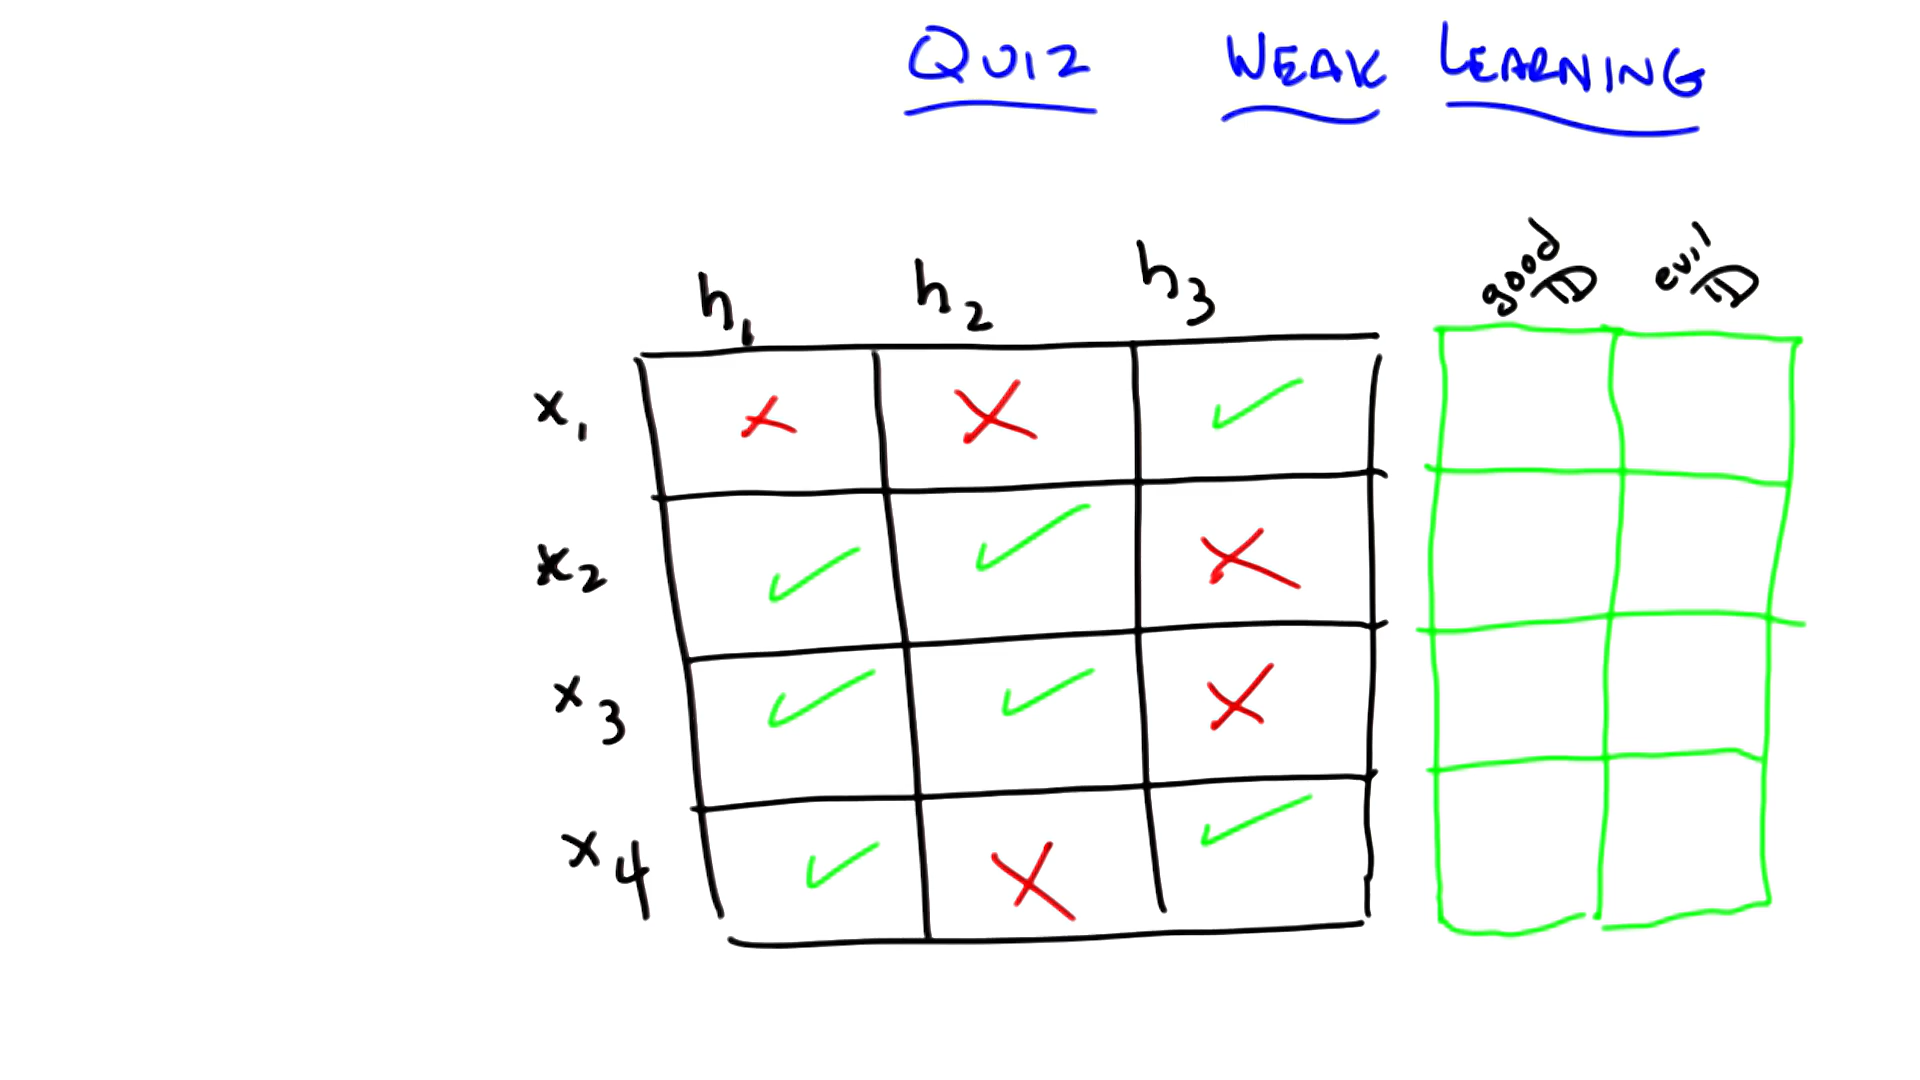 QUIZ WEAK LEARNING
h1 h2 h3 good D evil D
x1 ✗ ✗ ✓
x2 ✓ ✓ ✗
x3 ✓ ✓ ✗
x4 ✓ ✗ ✓